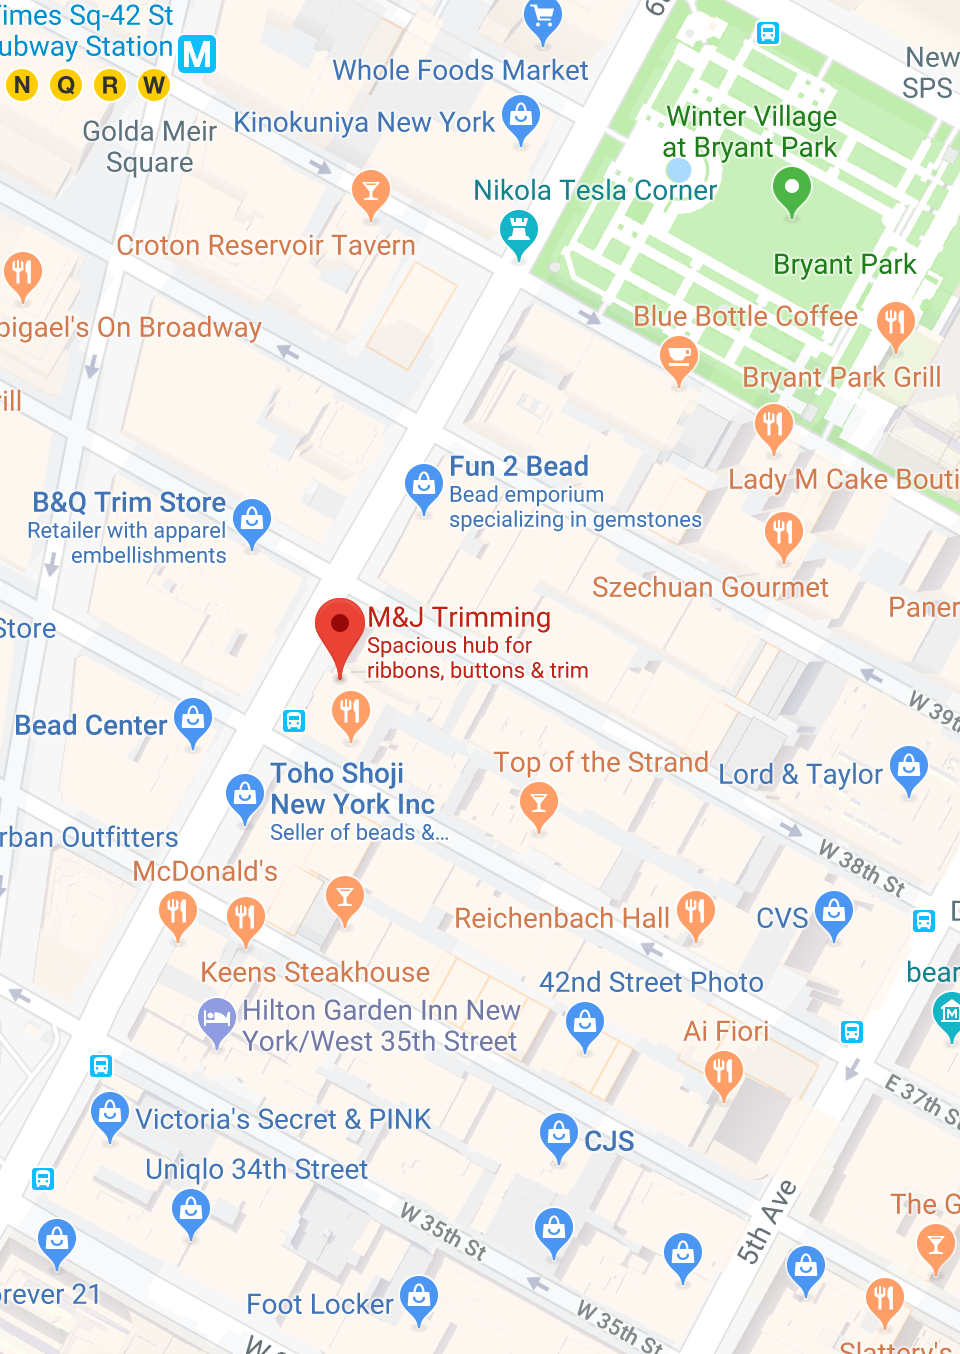 Times Sq-42 St
Subway Station
M
N Q R W
Golda Meir
Square
Whole Foods Market
Kinokuniya New York
6
New
SPS
Winter Village
at Bryant Park
Nikola Tesla Corner
Croton Reservoir Tavern
Bryant Park
bigael's On Broadway
Blue Bottle Coffee
Bryant Park Grill
ill
Fun 2 Bead
Bead emporium
specializing in gemstones
Lady M Cake Bouti
B&Q Trim Store
Retailer with apparel
embellishments
Szechuan Gourmet
Paner
Store
M&J Trimming
Spacious hub for
ribbons, buttons & trim
W 39th
Bead Center
Top of the Strand
Lord & Taylor
Toho Shoji
New York Inc
Seller of beads &...
rban Outfitters
W 38th St
McDonald's
Reichenbach Hall
CVS
D
Keens Steakhouse
42nd Street Photo
bear
M
Hilton Garden Inn New
York/West 35th Street
Ai Fiori
E 37th St
Victoria's Secret & PINK
CJS
Uniqlo 34th Street
W 35th St
5th Ave
The G
orever 21
Foot Locker
W 35th St
W
Slattery's